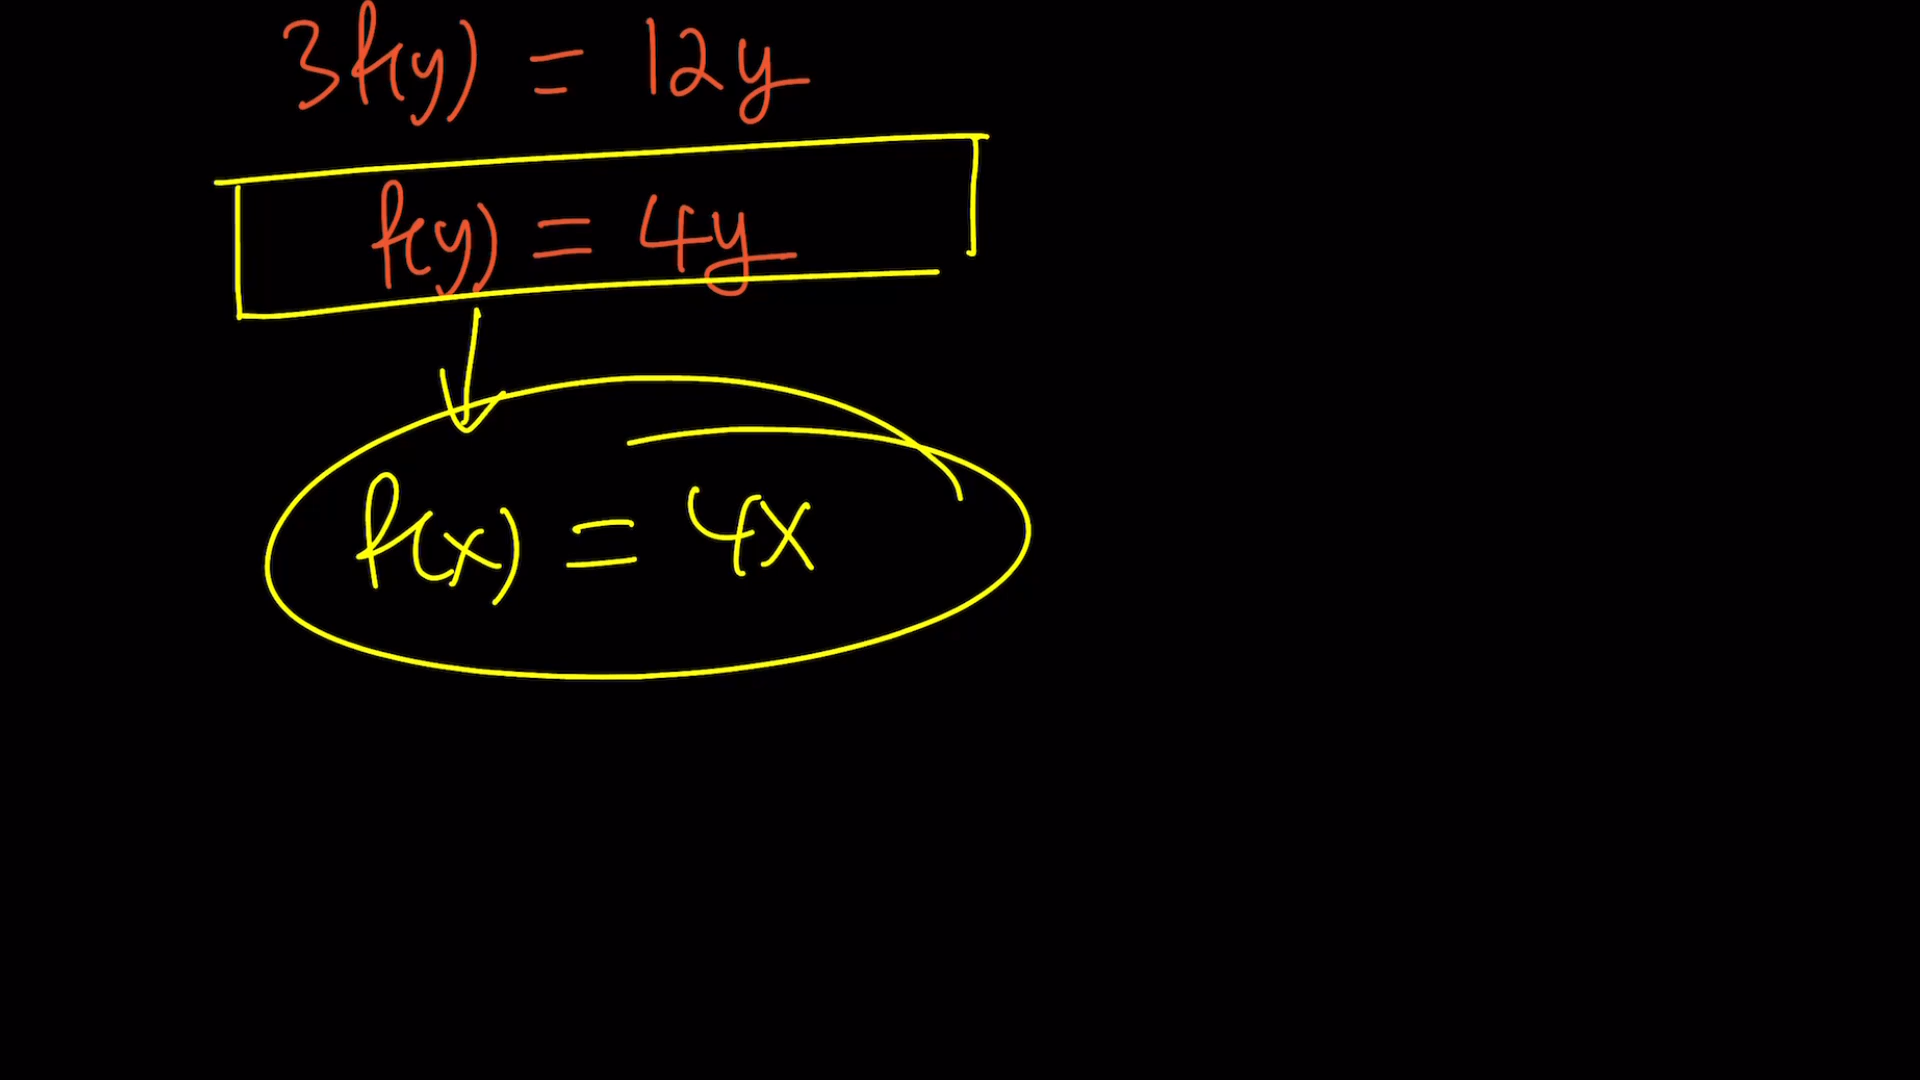 3f(y) = 12y
f(y) = 4y
f(x) = 4x